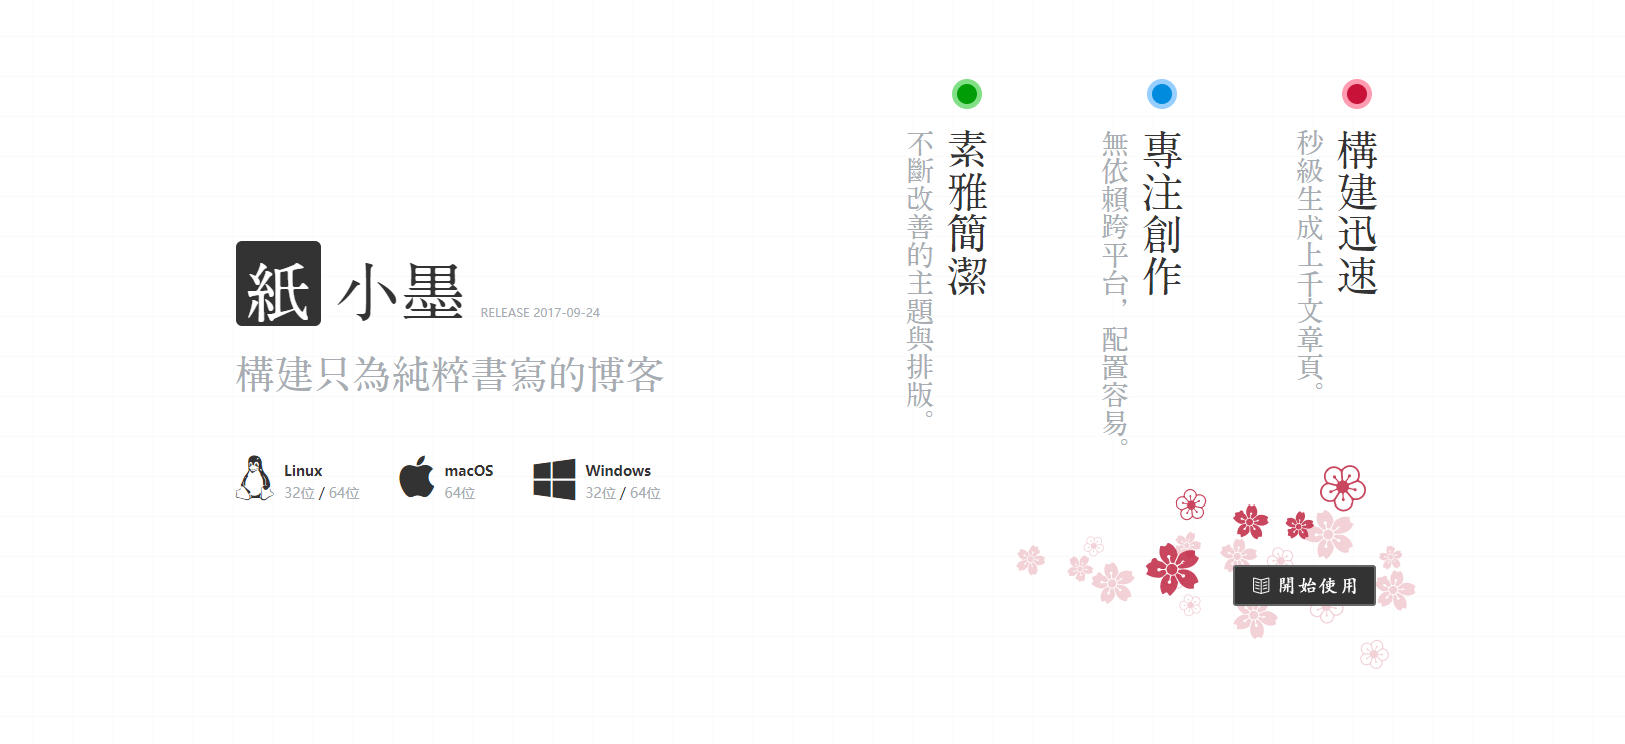 紙 小墨 RELEASE 2017-09-24
構建只為純粹書寫的博客
Linux
32位 / 64位
macOS
64位
Windows
32位 / 64位
構建迅速
秒級生成上千文章頁。
專注創作
無依賴跨平台，配置容易。
素雅簡潔
不斷改善的主題與排版。
開始使用